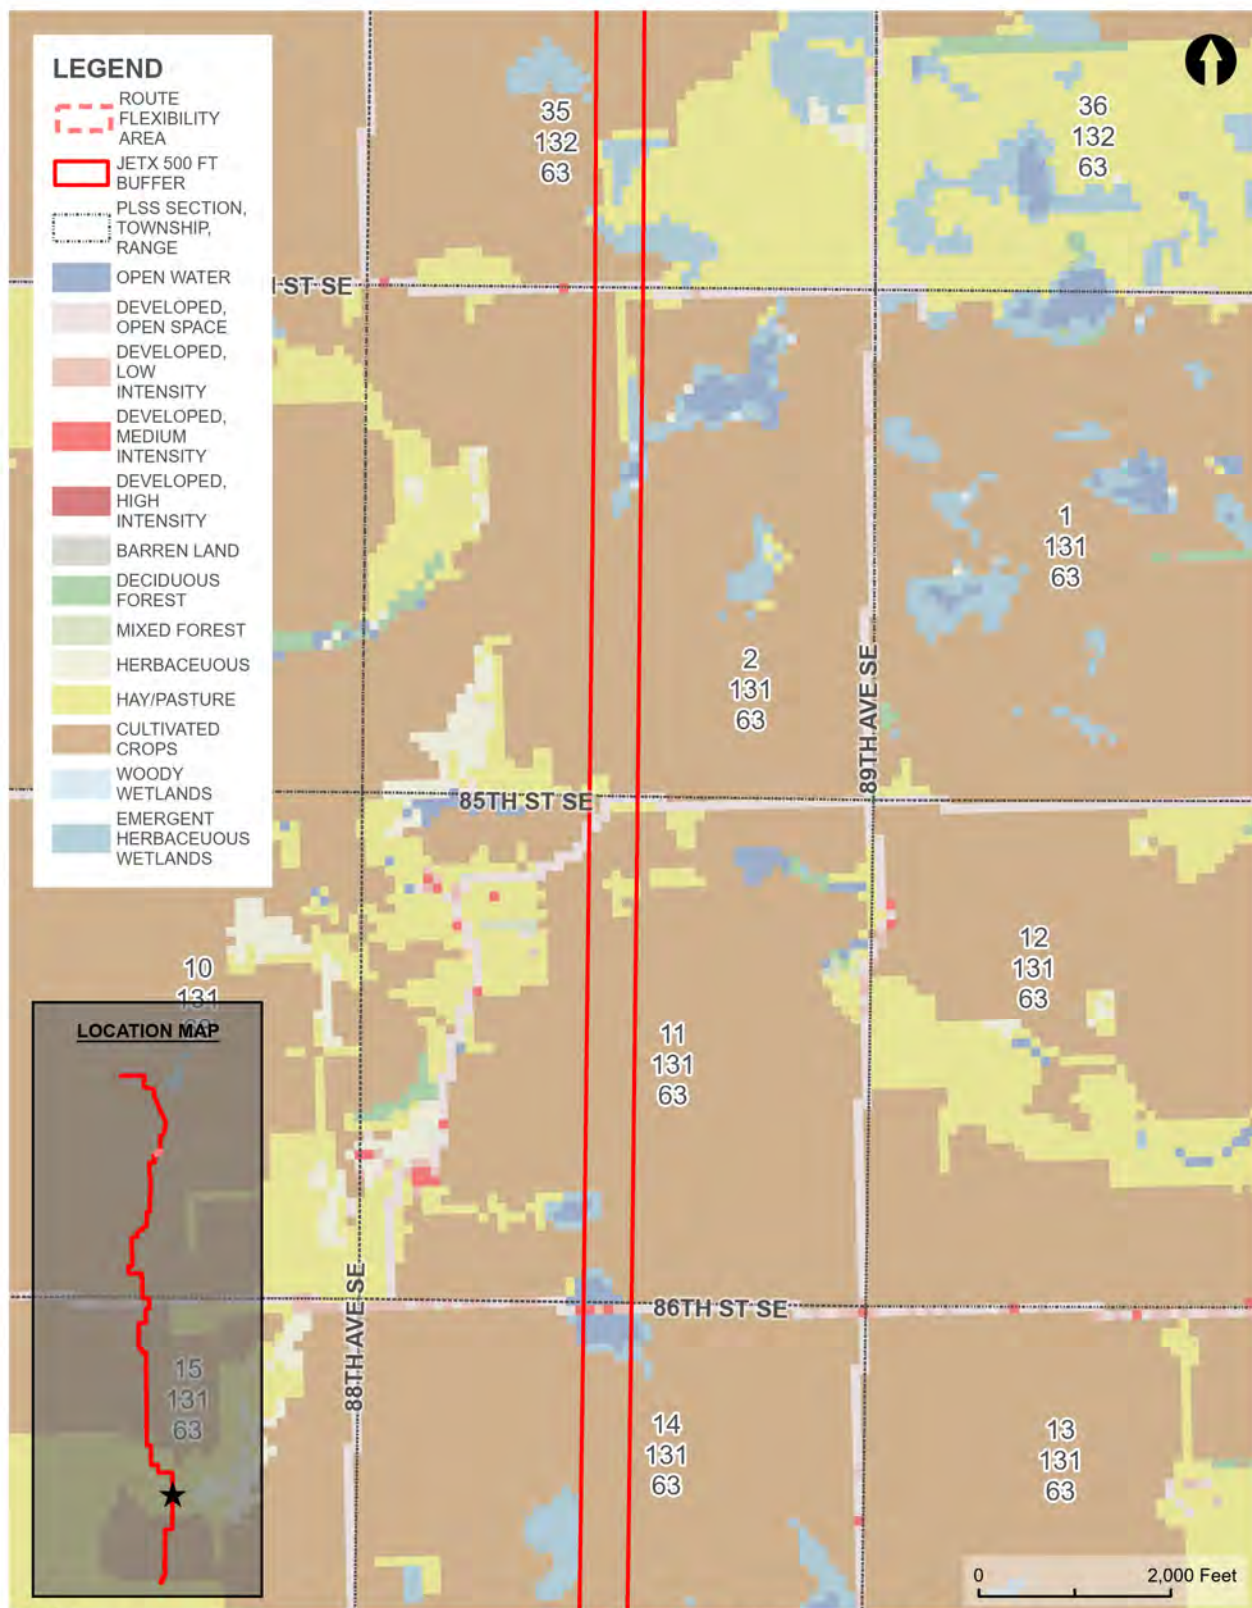 LEGEND
ROUTE
FLEXIBILITY
AREA
JETX 500 FT
BUFFER
PLSS SECTION,
TOWNSHIP,
RANGE
OPEN WATER
DEVELOPED,
OPEN SPACE
DEVELOPED,
LOW
INTENSITY
DEVELOPED,
MEDIUM
INTENSITY
DEVELOPED,
HIGH
INTENSITY
BARREN LAND
DECIDUOUS
FOREST
MIXED FOREST
HERBACEUOUS
HAY/PASTURE
CULTIVATED
CROPS
WOODY
WETLANDS
EMERGENT
HERBACEUOUS
WETLANDS
35
132
63
36
132
63
ST SE
1
131
63
2
131
63
89TH AVE SE
85TH ST SE
10
131
12
131
63
11
131
63
LOCATION MAP
88TH AVE SE
86TH ST SE
15
131
63
14
131
63
13
131
63
0
2,000 Feet